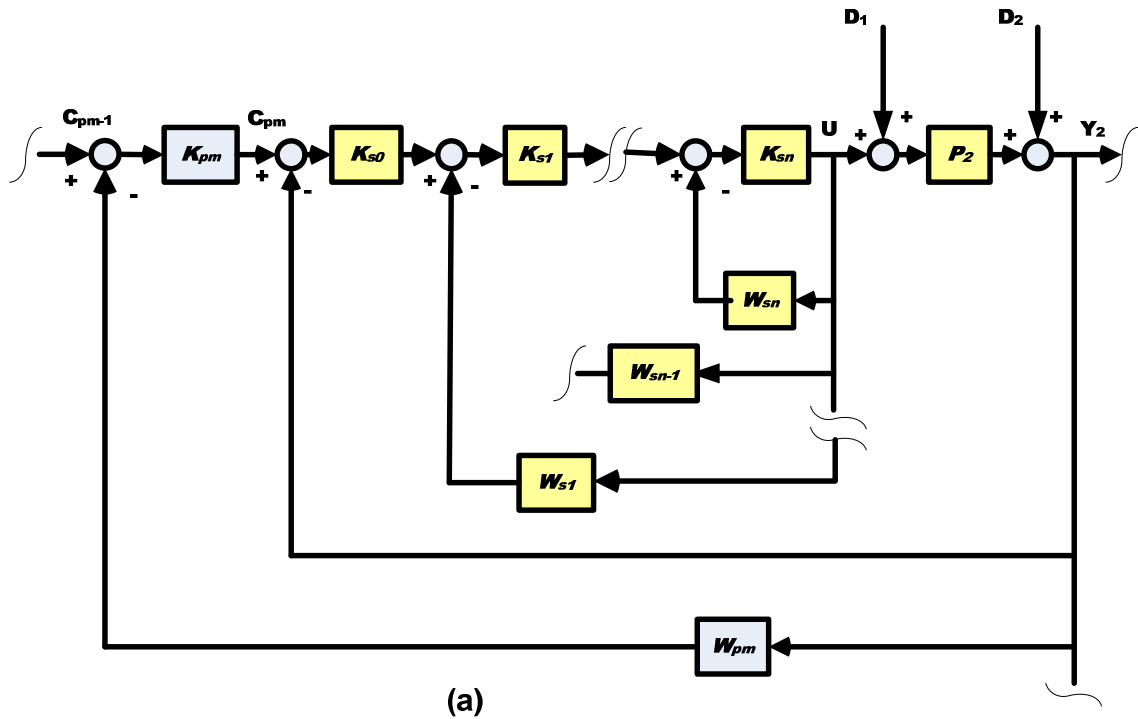 D1
D2
Cpm-1
Kpm
Cpm
Ks0
Ks1
Ksn
U
P2
Y2
+
-
+
-
+
-
+
-
+
+
+
+
Wsn
Wsn-1
Ws1
Wpm
(a)